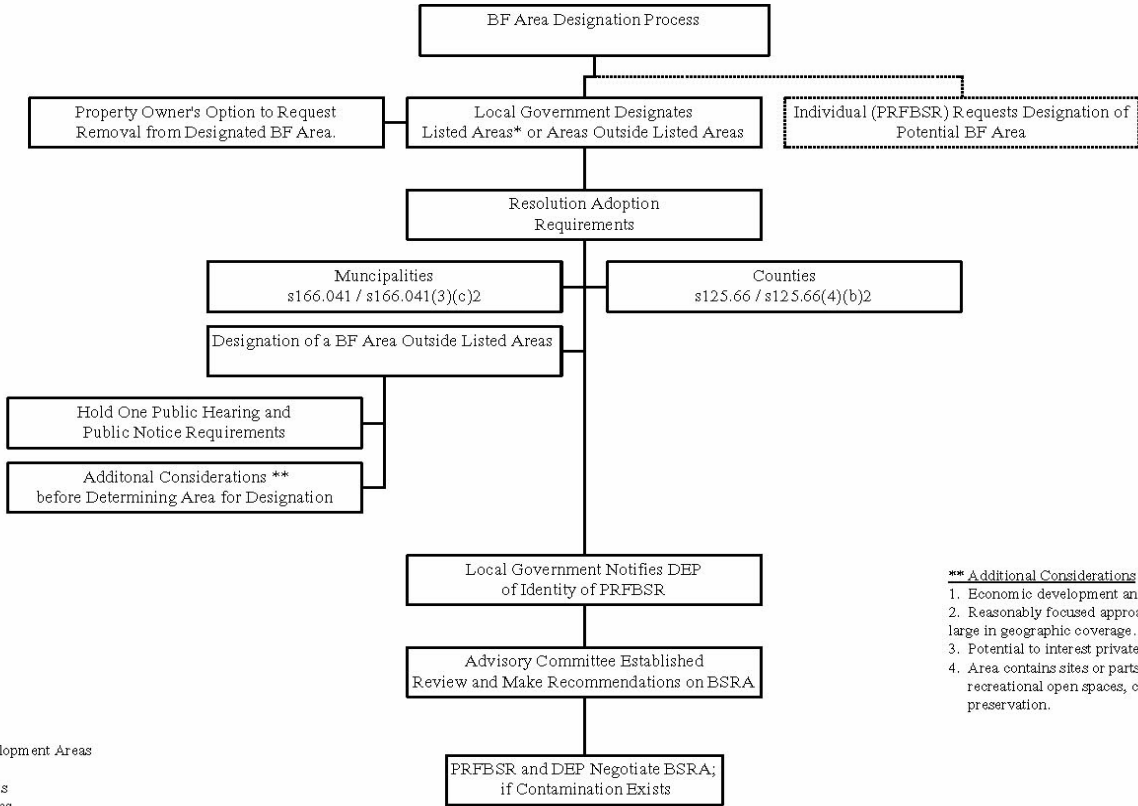 BF Area Designation Process
Property Owner's Option to Request
Removal from Designated BF Area.
Local Government Designates
Listed Areas* or Areas Outside Listed Areas
Individual (PRFBSR) Requests Designation of
Potential BF Area
Resolution Adoption
Requirements
Muncipalities
s166.041 / s166.041(3)(c)2
Counties
s125.66 / s125.66(4)(b)2
Designation of a BF Area Outside Listed Areas
Hold One Public Hearing and
Public Notice Requirements
Additonal Considerations **
before Determining Area for Designation
Local Government Notifies DEP
of Identity of PRFBSR
Advisory Committee Established
Review and Make Recommendations on BSRA
PRFBSR and DEP Negotiate BSRA;
if Contamination Exists
** Additional Considerations
1. Economic development an
2. Reasonably focused approa
large in geographic coverage.
3. Potential to interest private
4. Area contains sites or parts
recreational open spaces, c
preservation.
lopment Areas
s